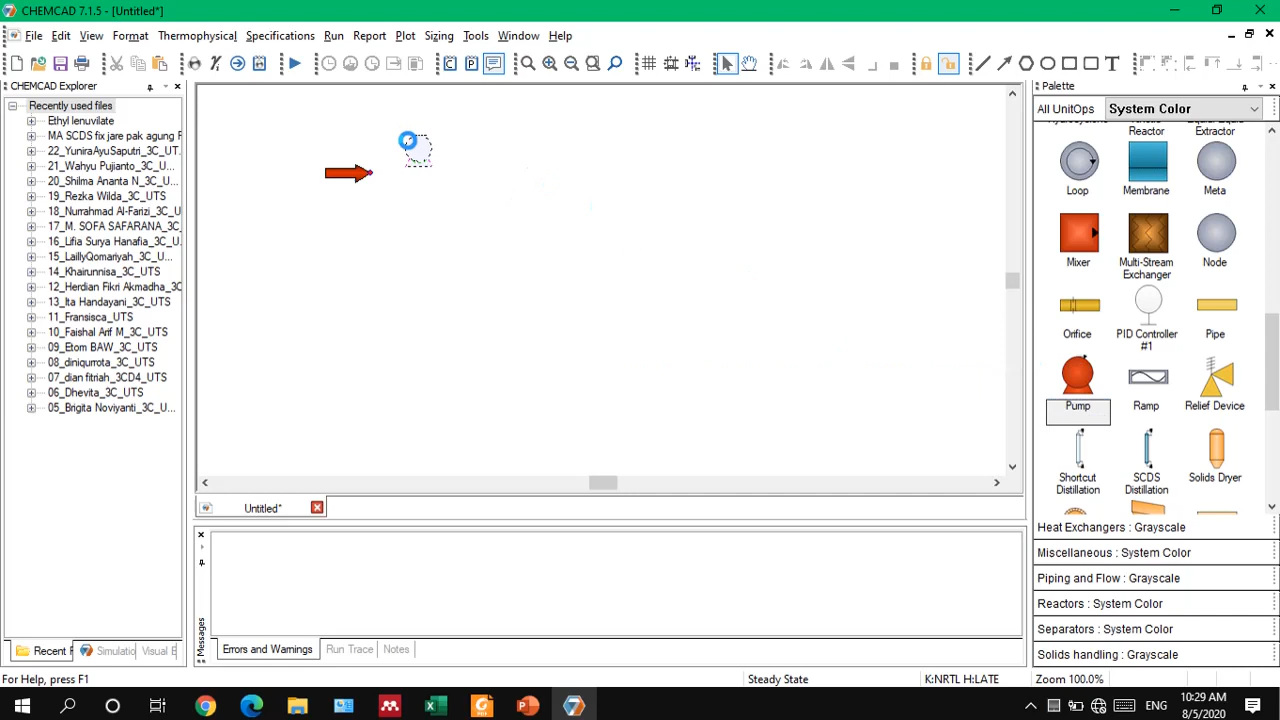 CHEMCAD 7.1.5 - [Untitled*]
File Edit View Format Thermophysical Specifications Run Report Plot Sizing Tools Window Help
CHEMCAD Explorer
Recently used files
Ethyl lenuvilate
MA SCDS fix jare pak agung F
22_YuniraAyuSaputri_3C_UT
21_Wahyu Pujianto_3C_UTS
20_Shilma Ananta N_3C_U...
19_Rezka Wilda_3C_UTS
18_Nurrahmad Al-Farizi_3C_U
17_M. SOFA SAFARANA_3C_
16_Lifia Surya Hanafia_3C_U...
15_LaillyQomariyah_3C_U...
14_Khairunnisa_3C_UTS
12_Herdian Fikri Akmadha_3C
13_Ita Handayani_3C_UTS
11_Fransisca_UTS
10_Faishal Arif M_3C_UTS
09_Etom BAW_3C_UTS
08_diniqurrota_3C_UTS
07_dian fitriah_3CD4_UTS
06_Dhevita_3C_UTS
05_Brigita Noviyanti_3C_U...
Recent F Simulatio Visual E
Untitled*
Messages
Errors and Warnings Run Trace Notes
Palette
All UnitOps System Color
Reactor Extractor
Loop Membrane Meta
Mixer Multi-Stream Exchanger Node
Orifice PID Controller #1 Pipe
Pump Ramp Relief Device
Shortcut Distillation SCDS Distillation Solids Dryer
Heat Exchangers : Grayscale
Miscellaneous : System Color
Piping and Flow : Grayscale
Reactors : System Color
Separators : System Color
Solids handling : Grayscale
For Help, press F1 Steady State K:NRTL H:LATE Zoom 100.0%
ENG
10:29 AM
8/5/2020